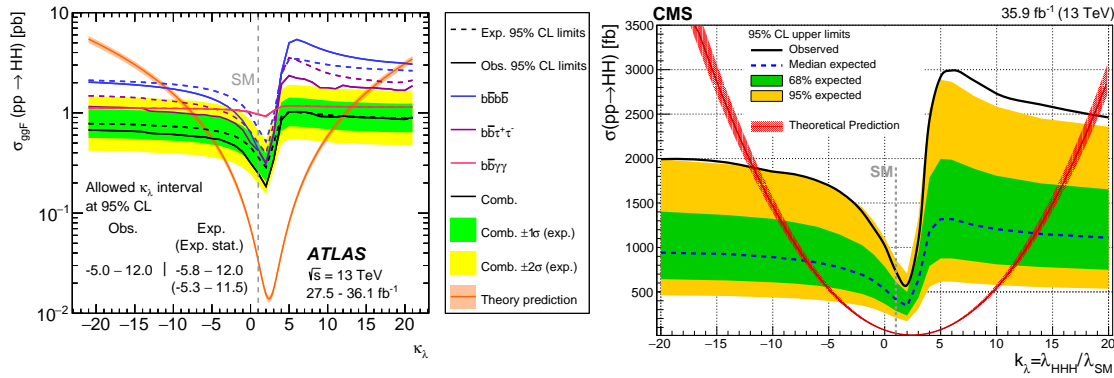 σggF (pp → HH) [pb]
10
1
10⁻¹
10⁻²
SM
Allowed κλ interval
at 95% CL
Obs.
Exp.
(Exp. stat.)
-5.0 − 12.0 | -5.8 − 12.0
(-5.3 − 11.5)
ATLAS
√s = 13 TeV
27.5 - 36.1 fb⁻¹
−20 −15 −10 −5 0 5 10 15 20
κλ
Exp. 95% CL limits
Obs. 95% CL limits
bb̅bb̅
bb̅τ⁺τ⁻
bb̅γγ
Comb.
Comb. ±1σ (exp.)
Comb. ±2σ (exp.)
Theory prediction
CMS
35.9 fb⁻¹ (13 TeV)
σ(pp→HH) [fb]
3500
3000
2500
2000
1500
1000
500
95% CL upper limits
Observed
Median expected
68% expected
95% expected
Theoretical Prediction
SM
−20 −15 −10 −5 0 5 10 15 20
kλ=λHHH/λSM